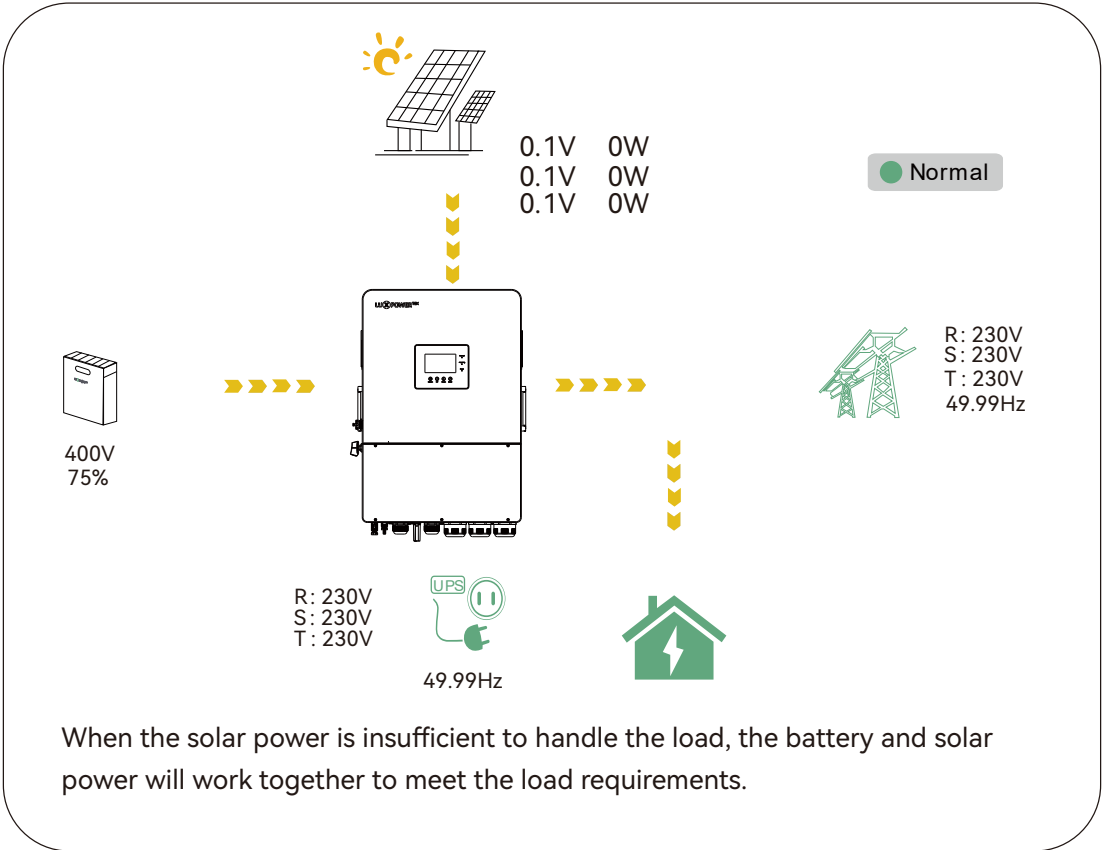 0.1V 0W
0.1V 0W
0.1V 0W
Normal
LUXPOWERTEK
R: 230V
S: 230V
T: 230V
49.99Hz
400V
75%
UPS
R: 230V
S: 230V
T: 230V
49.99Hz
When the solar power is insufficient to handle the load, the battery and solar
power will work together to meet the load requirements.